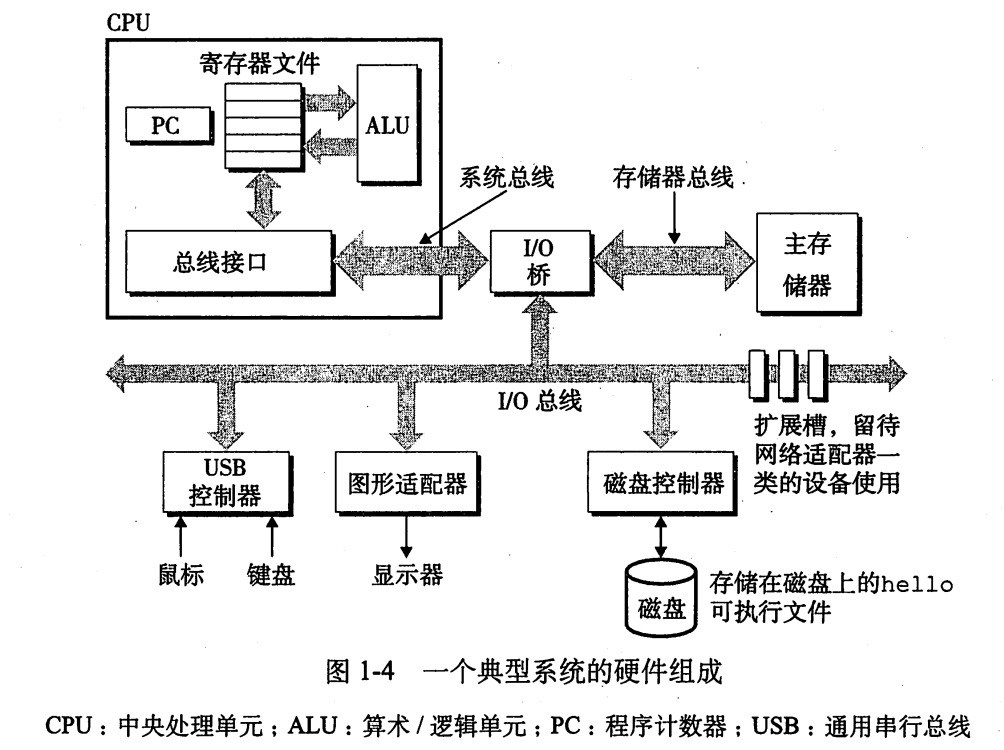 CPU
寄存器文件
PC
ALU
系统总线
存储器总线
总线接口
I/O
桥
主存
储器
I/O 总线
扩展槽，留待
网络适配器一
类的设备使用
USB
控制器
图形适配器
磁盘控制器
鼠标
键盘
显示器
磁盘
存储在磁盘上的hello
可执行文件
图 1-4 一个典型系统的硬件组成
CPU：中央处理单元；ALU：算术/逻辑单元；PC：程序计数器；USB：通用串行总线